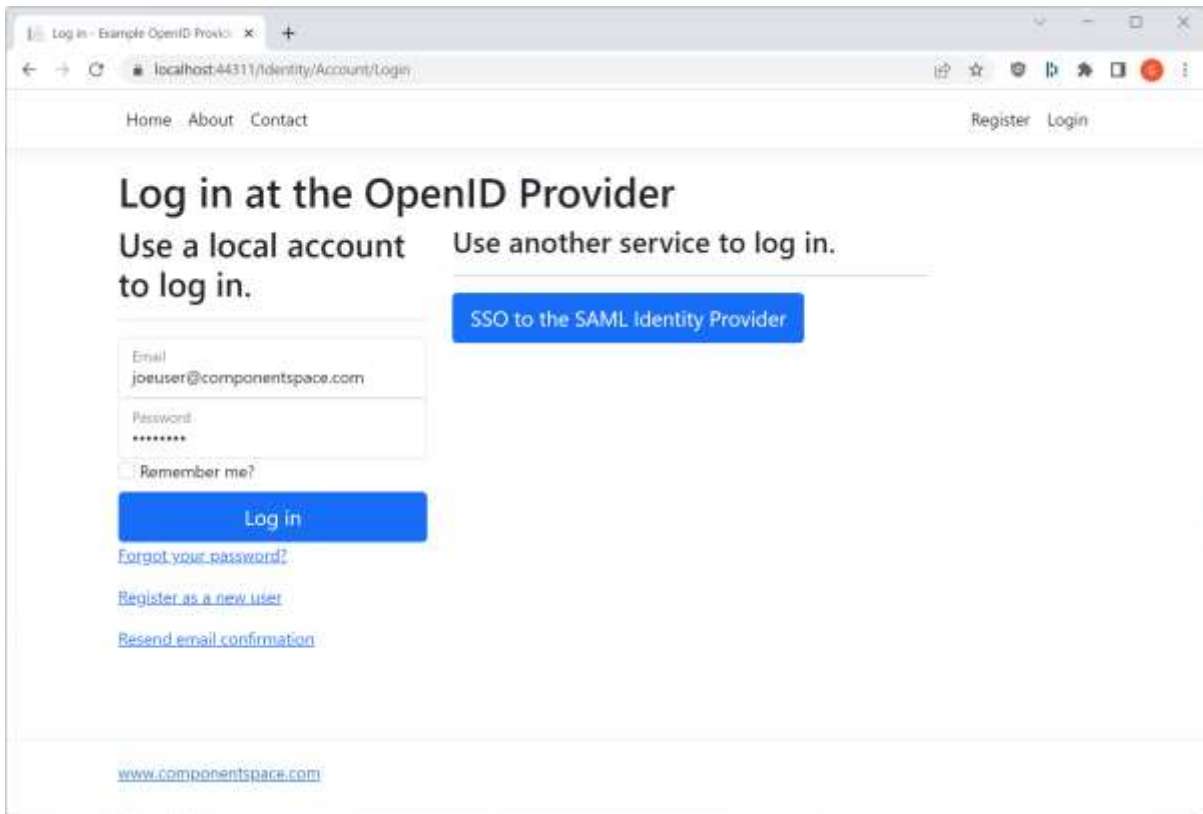 Log in - Example OpenID Provid
localhost:44311/Identity/Account/Login
Home About Contact Register Login
Log in at the OpenID Provider
Use a local account
to log in.
Use another service to log in.
SSO to the SAML Identity Provider
Email
joeuser@componentspace.com
Password
••••••••
Remember me?
Log in
Forgot your password?
Register as a new user
Resend email confirmation
www.componentspace.com